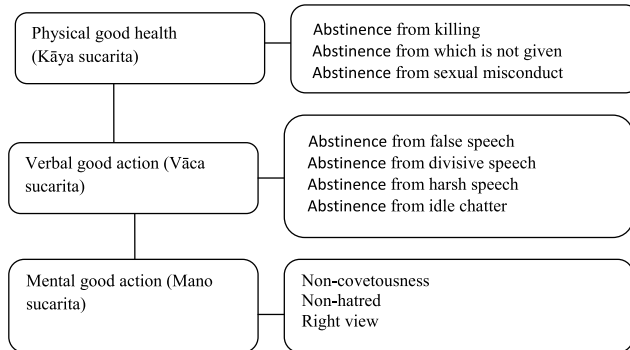 Physical good health
(Kāya sucarita)
Abstinence from killing
Abstinence from which is not given
Abstinence from sexual misconduct
Verbal good action (Vāca
sucarita)
Abstinence from false speech
Abstinence from divisive speech
Abstinence from harsh speech
Abstinence from idle chatter
Mental good action (Mano
sucarita)
Non-covetousness
Non-hatred
Right view